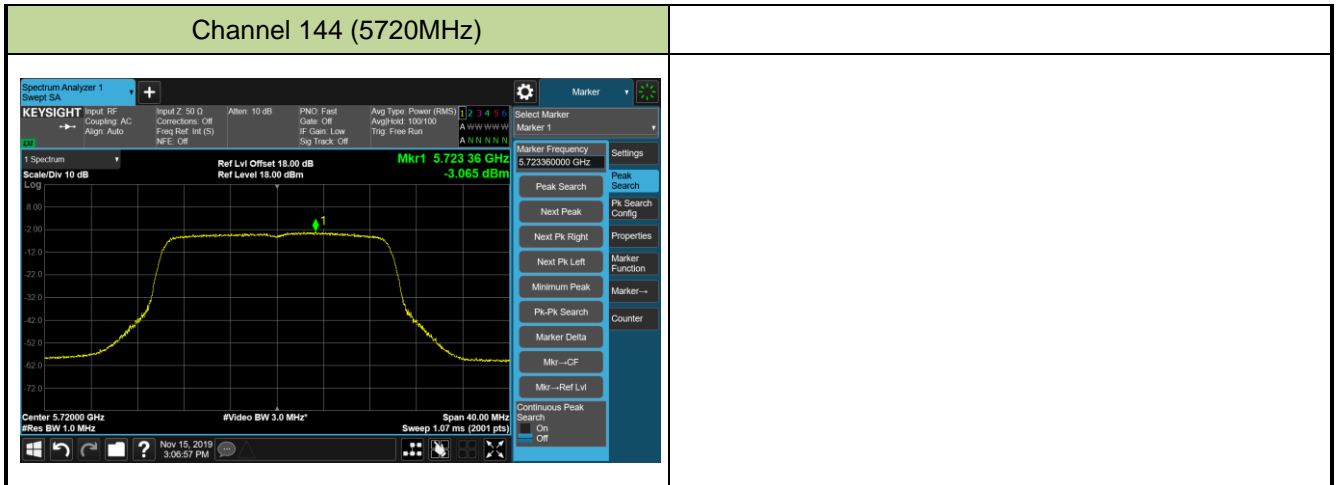 Channel 144 (5720MHz)
Spectrum Analyzer 1
Swept SA
Marker
KEYSIGHT
Input: RF
Coupling: AC
Align: Auto
Input Z: 50 Ω
Corrections: Off
Freq Ref: Int (S)
NFE: Off
Atten: 10 dB
PNO: Fast
Gate: Off
IF Gain: Low
Sig Track: Off
Avg Type: Power (RMS)
Avg|Hold: 100/100
Trig: Free Run
1 2 3 4 5 6
A W W W W W
A N N N N N
Select Marker
Marker 1
1 Spectrum
Scale/Div 10 dB
Log
Ref Lvl Offset 18.00 dB
Ref Level 18.00 dBm
Mkr1 5.723 36 GHz
-3.065 dBm
8.00
-2.00
-12.0
-22.0
-32.0
-42.0
-52.0
-62.0
-72.0
1
Center 5.72000 GHz
#Res BW 1.0 MHz
#Video BW 3.0 MHz*
Span 40.00 MHz
Sweep 1.07 ms (2001 pts)
Marker Frequency
5.723360000 GHz
Peak Search
Next Peak
Next Pk Right
Next Pk Left
Minimum Peak
Pk-Pk Search
Marker Delta
Mkr→CF
Mkr→Ref Lvl
Continuous Peak
Search
On
Off
Settings
Peak
Search
Pk Search
Config
Properties
Marker
Function
Marker→
Counter
?
Nov 15, 2019
3:06:57 PM